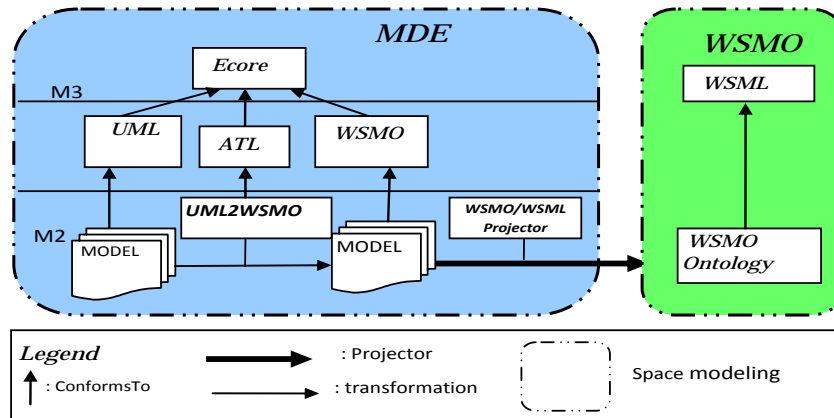 MDE
WSMO
Ecore
WSML
M3
UML
ATL
WSMO
UML2WSMO
WSMO/WSML
Projector
M2
MODEL
MODEL
WSMO
Ontology
Legend
: Projector
: ConformsTo
: transformation
Space modeling